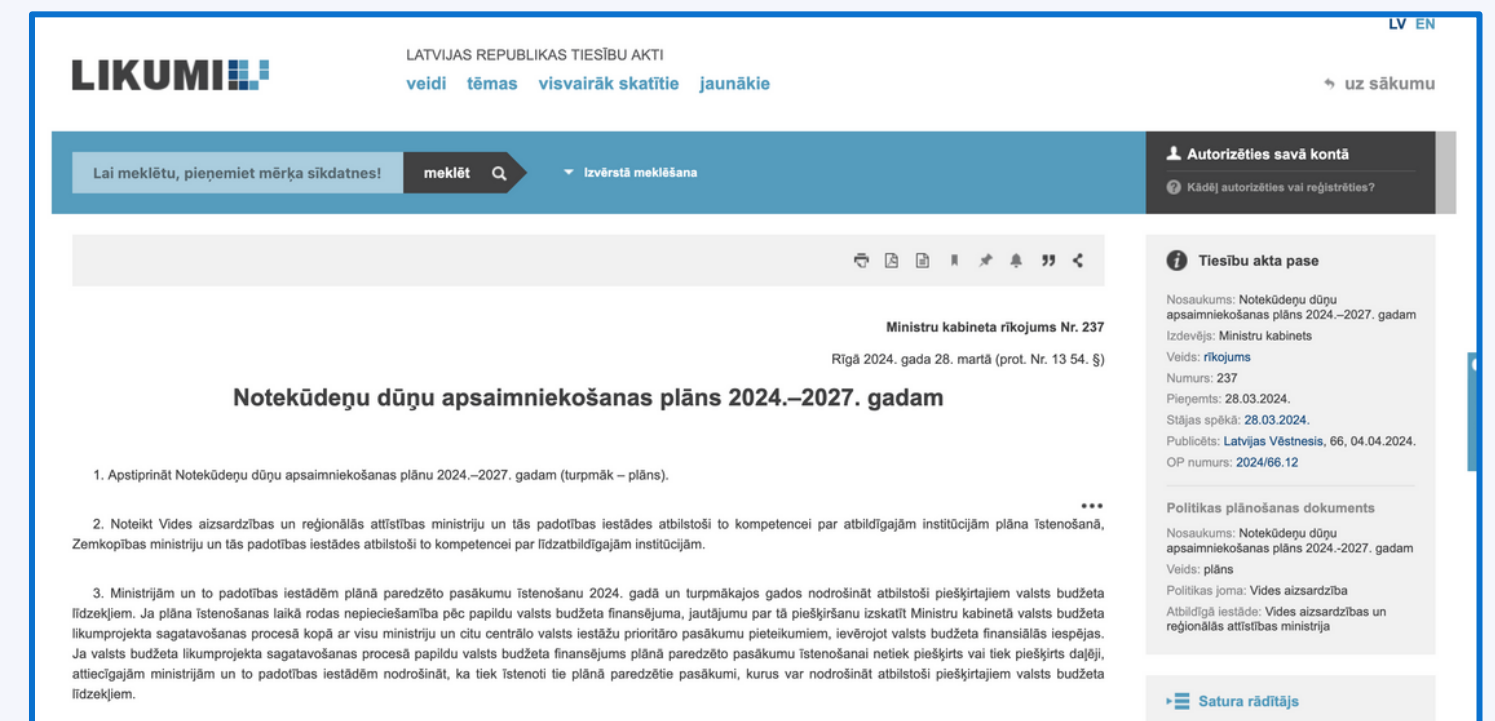 LV EN
LIKUMI
LATVIJAS REPUBLIKAS TIESĪBU AKTI
veidi tēmas visvairāk skatītie jaunākie
uz sākumu
Lai meklētu, pieņemiet mērķa sīkdatnes!
meklēt
Izvērstā meklēšana
Autorizēties savā kontā
Kādēļ autorizēties vai reģistrēties?
Ministru kabineta rīkojums Nr. 237
Rīgā 2024. gada 28. martā (prot. Nr. 13 54. §)
Notekūdeņu dūņu apsaimniekošanas plāns 2024.–2027. gadam
1. Apstiprināt Notekūdeņu dūņu apsaimniekošanas plānu 2024.–2027. gadam (turpmāk – plāns).
2. Noteikt Vides aizsardzības un reģionālās attīstības ministriju un tās padotības iestādes atbilstoši to kompetencei par atbildīgajām institūcijām plāna īstenošanā,
Zemkopības ministriju un tās padotības iestādes atbilstoši to kompetencei par līdzatbildīgajām institūcijām.
3. Ministrijām un to padotības iestādēm plānā paredzēto pasākumu īstenošanu 2024. gadā un turpmākajos gados nodrošināt atbilstoši piešķirtajiem valsts budžeta
līdzekļiem. Ja plāna īstenošanas laikā rodas nepieciešamība pēc papildu valsts budžeta finansējuma, jautājumu par tā piešķiršanu izskatīt Ministru kabinetā valsts budžeta
likumprojekta sagatavošanas procesā kopā ar visu ministriju un citu centrālo valsts iestāžu prioritāro pasākumu pieteikumiem, ievērojot valsts budžeta finansiālās iespējas.
Ja valsts budžeta likumprojekta sagatavošanas procesā papildu valsts budžeta finansējums plānā paredzēto pasākumu īstenošanai netiek piešķirts vai tiek piešķirts daļēji,
attiecīgajām ministrijām un to padotības iestādēm nodrošināt, ka tiek īstenoti tie plānā paredzētie pasākumi, kurus var nodrošināt atbilstoši piešķirtajiem valsts budžeta
līdzekļiem.
Tiesību akta pase
Nosaukums: Notekūdeņu dūņu
apsaimniekošanas plāns 2024.–2027. gadam
Izdevējs: Ministru kabinets
Veids: rīkojums
Numurs: 237
Pieņemts: 28.03.2024.
Stājas spēkā: 28.03.2024.
Publicēts: Latvijas Vēstnesis, 66, 04.04.2024.
OP numurs: 2024/66.12
Politikas plānošanas dokuments
Nosaukums: Notekūdeņu dūņu
apsaimniekošanas plāns 2024.-2027. gadam
Veids: plāns
Politikas joma: Vides aizsardzība
Atbildīgā iestāde: Vides aizsardzības un
reģionālās attīstības ministrija
Satura rādītājs